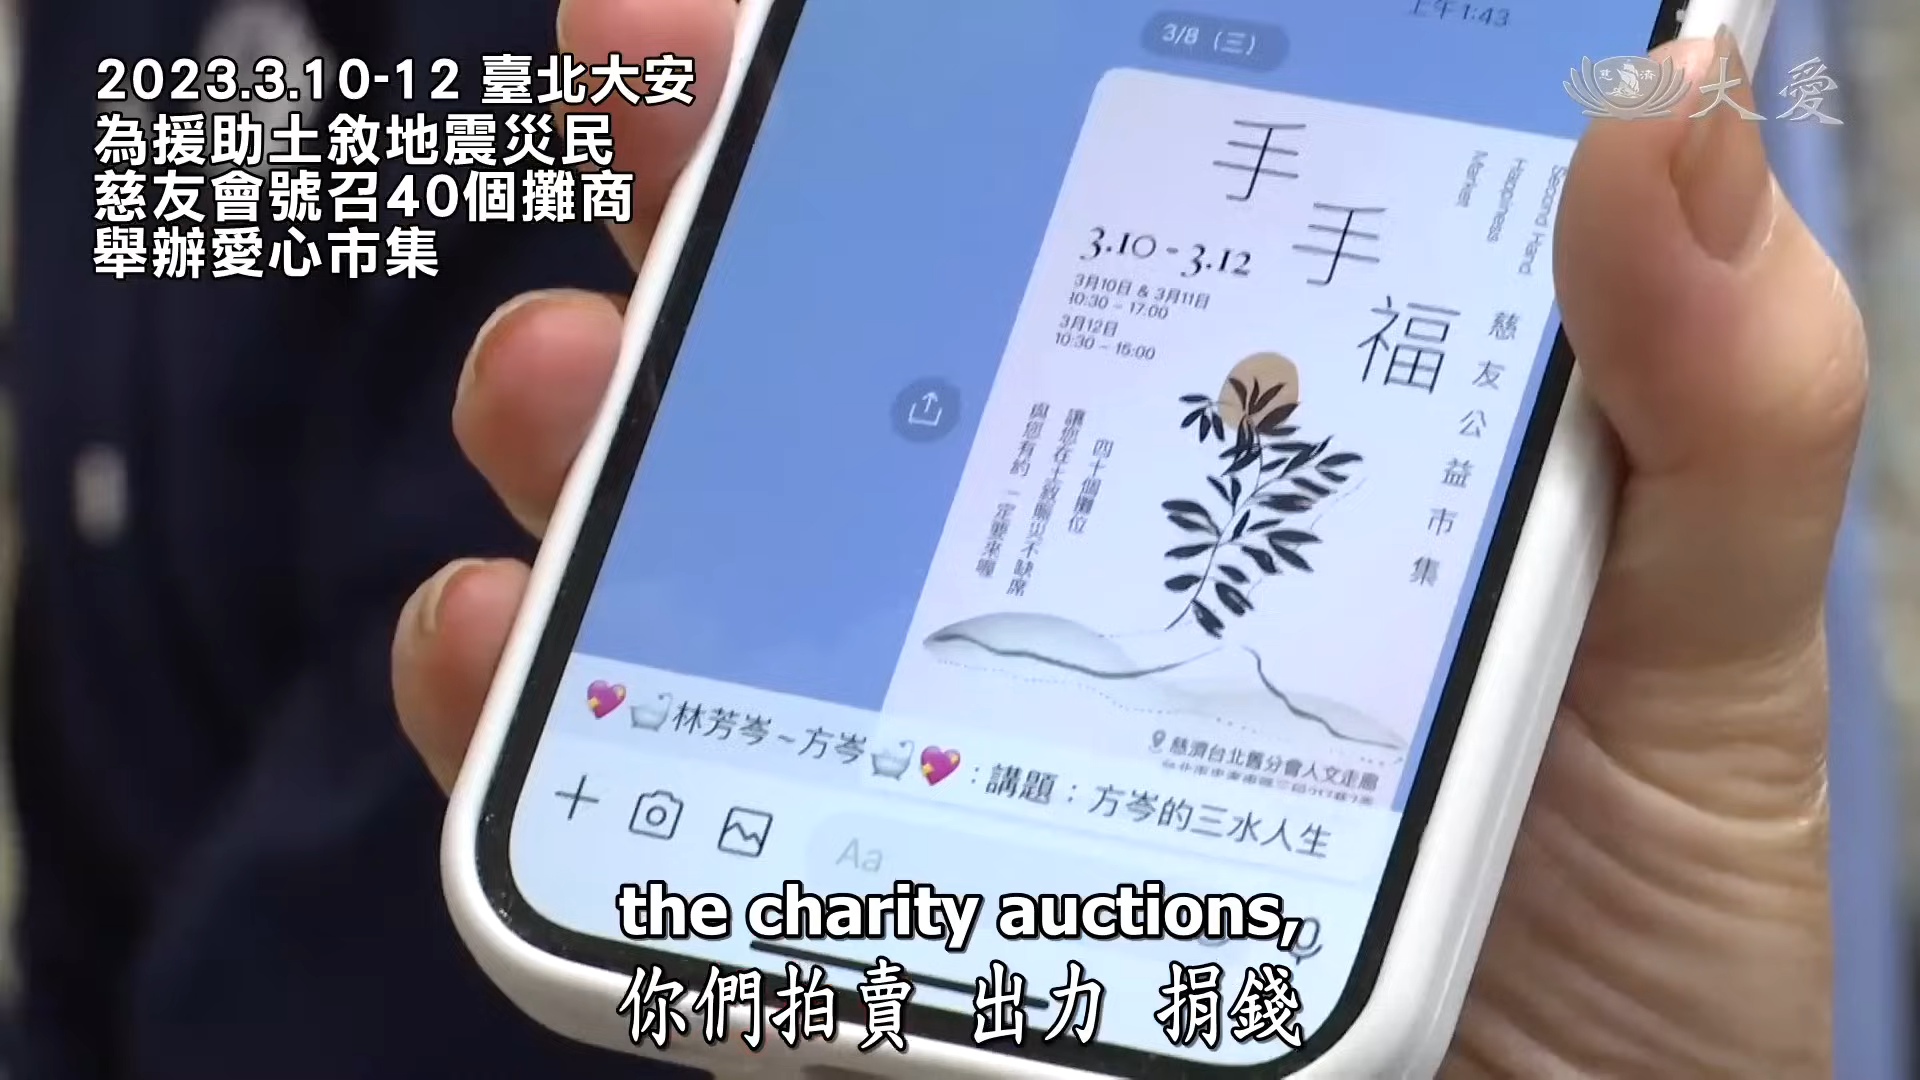 2023.3.10-12 臺北大安
為援助土敘地震災民
慈友會號召40個攤商
舉辦愛心市集
慈濟
大愛
上午1:43
3/8（三）
手手福
Second Hand
Happiness
Market
慈友公益市集
3.10 - 3.12
3月10日 & 3月11日
10:30 – 17:00
3月12日
10:30 – 15:00
四十個攤位
讓您在土敘賑災不缺席
與您有約 一定要來喔
慈濟台北舊分會人文走廊
林芳岑~方岑：講題：方岑的三水人生
Aa
the charity auctions,
你們拍賣 出力 捐錢